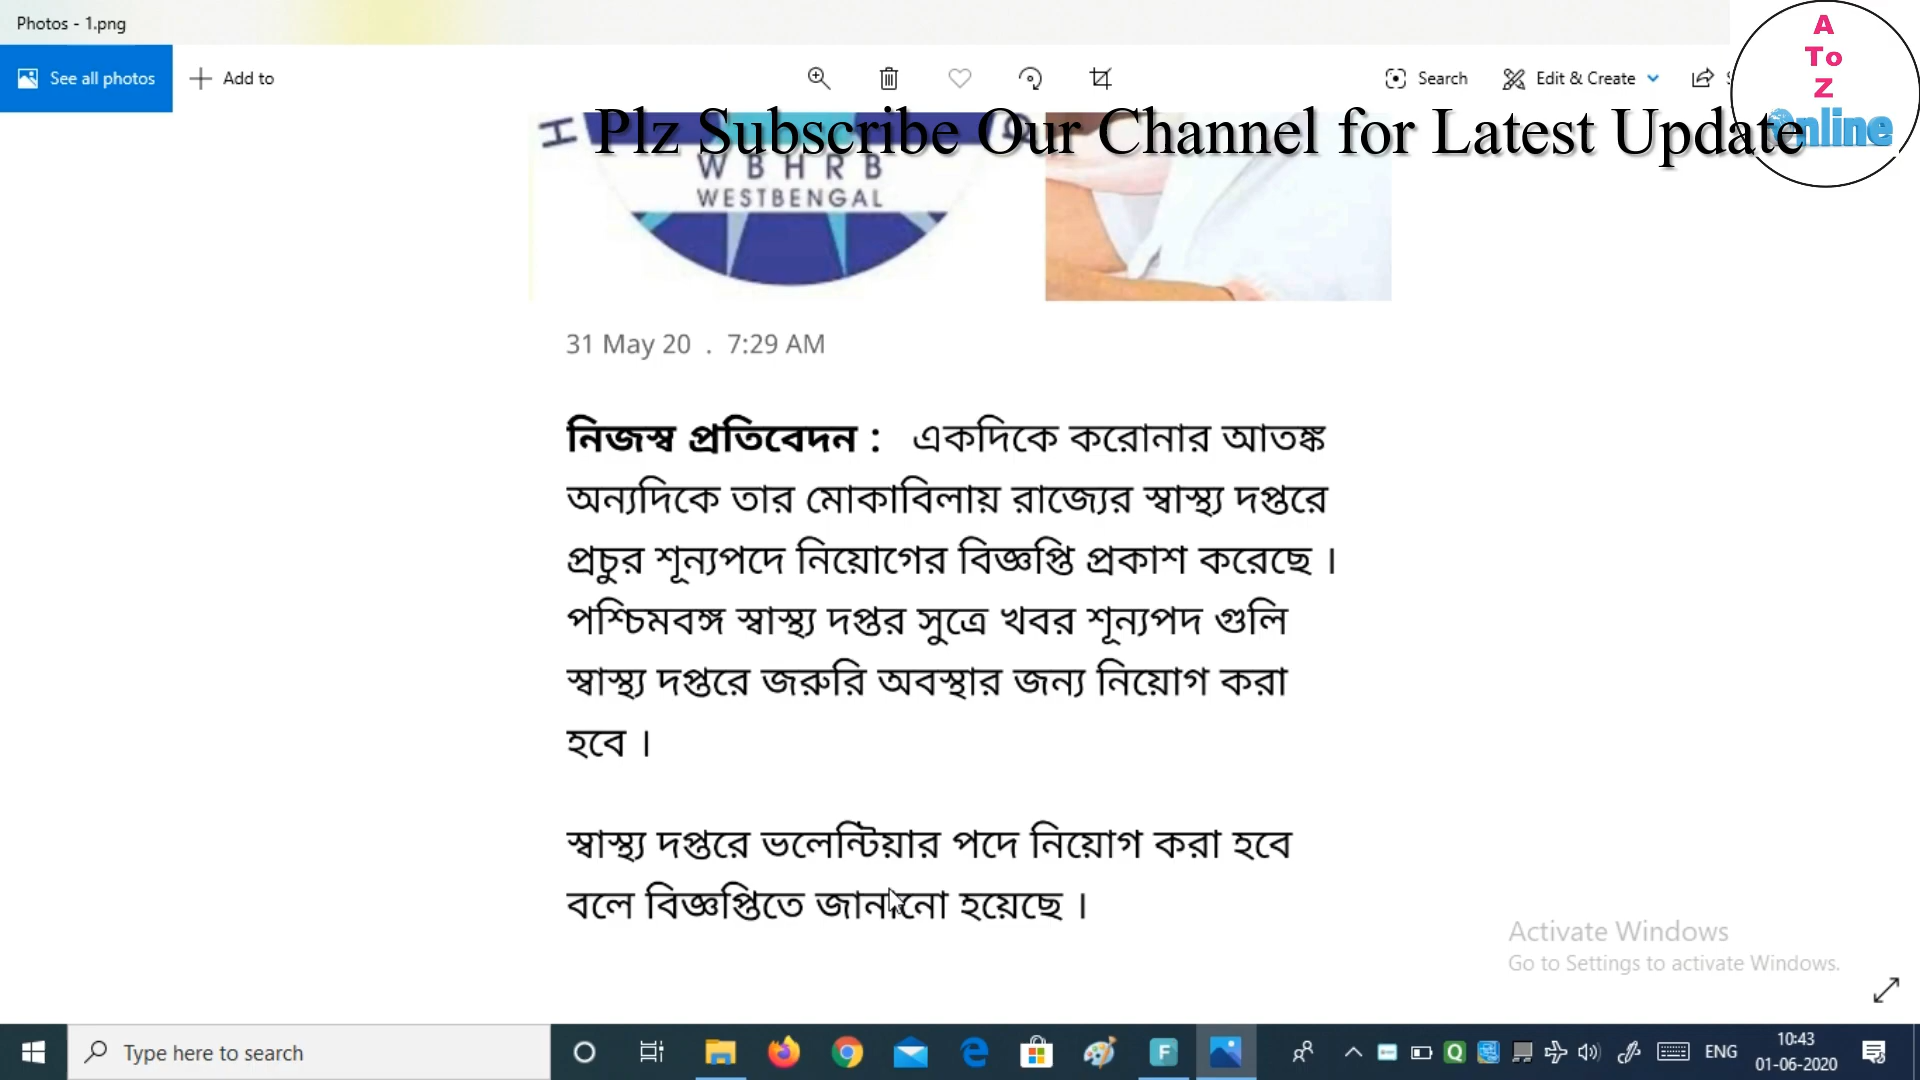 Photos - 1.png
See all photos
Add to
Search
Edit & Create
A
To
Z
Online
Plz Subscribe Our Channel for Latest Update
W B H R B
WESTBENGAL
31 May 20 . 7:29 AM
নিজস্ব প্রতিবেদন : একদিকে করোনার আতঙ্ক
অন্যদিকে তার মোকাবিলায় রাজ্যের স্বাস্থ্য দপ্তরে
প্রচুর শূন্যপদে নিয়োগের বিজ্ঞপ্তি প্রকাশ করেছে ।
পশ্চিমবঙ্গ স্বাস্থ্য দপ্তর সুত্রে খবর শূন্যপদ গুলি
স্বাস্থ্য দপ্তরে জরুরি অবস্থার জন্য নিয়োগ করা
হবে ।
স্বাস্থ্য দপ্তরে ভলেন্টিয়ার পদে নিয়োগ করা হবে
বলে বিজ্ঞপ্তিতে জানানো হয়েছে ।
Activate Windows
Go to Settings to activate Windows.
Type here to search
ENG
10:43
01-06-2020